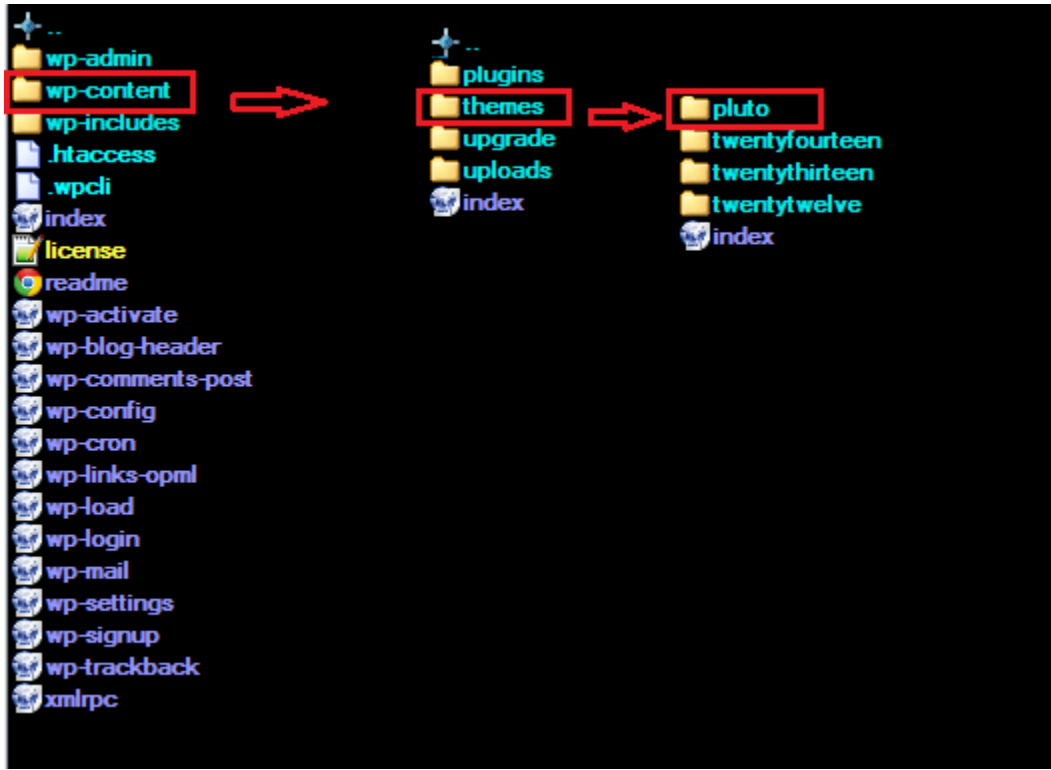 ..
wp-admin
wp-content
wp-includes
.htaccess
.wpcli
index
license
readme
wp-activate
wp-blog-header
wp-comments-post
wp-config
wp-cron
wp-links-opml
wp-load
wp-login
wp-mail
wp-settings
wp-signup
wp-trackback
xmlrpc
..
plugins
themes
upgrade
uploads
index
pluto
twentyfourteen
twentythirteen
twentytwelve
index